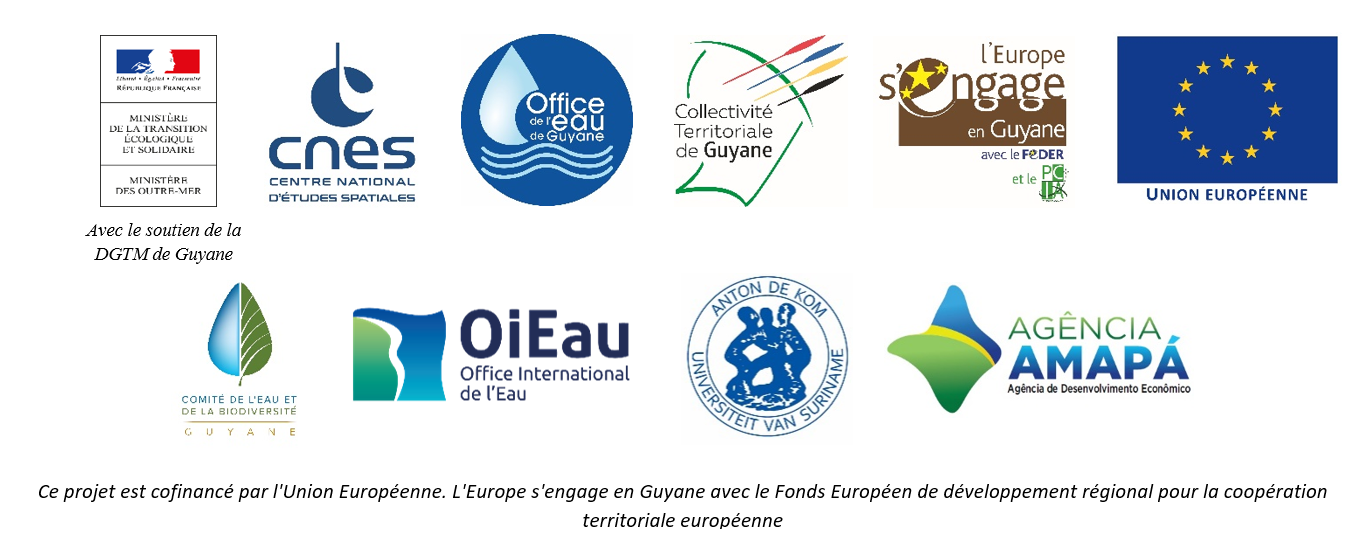 Liberté • Égalité • Fraternité
RÉPUBLIQUE FRANÇAISE
MINISTÈRE
DE LA TRANSITION
ÉCOLOGIQUE
ET SOLIDAIRE
MINISTÈRE
DES OUTRE-MER
Avec le soutien de la
DGTM de Guyane
cnes
CENTRE NATIONAL
D'ÉTUDES SPATIALES
Office
de l'eau
de Guyane
Collectivité
Territoriale
de Guyane
l'Europe
s'engage
en Guyane
avec le FEDER
et le PCIA
UNION EUROPÉENNE
COMITÉ DE L'EAU ET
DE LA BIODIVERSITÉ
GUYANE
OiEau
Office International
de l'Eau
ANTON DE KOM
UNIVERSITEIT VAN SURINAME
AGÊNCIA
AMAPÁ
Agência de Desenvolvimento Econômico
Ce projet est cofinancé par l'Union Européenne. L'Europe s'engage en Guyane avec le Fonds Européen de développement régional pour la coopération
territoriale européenne